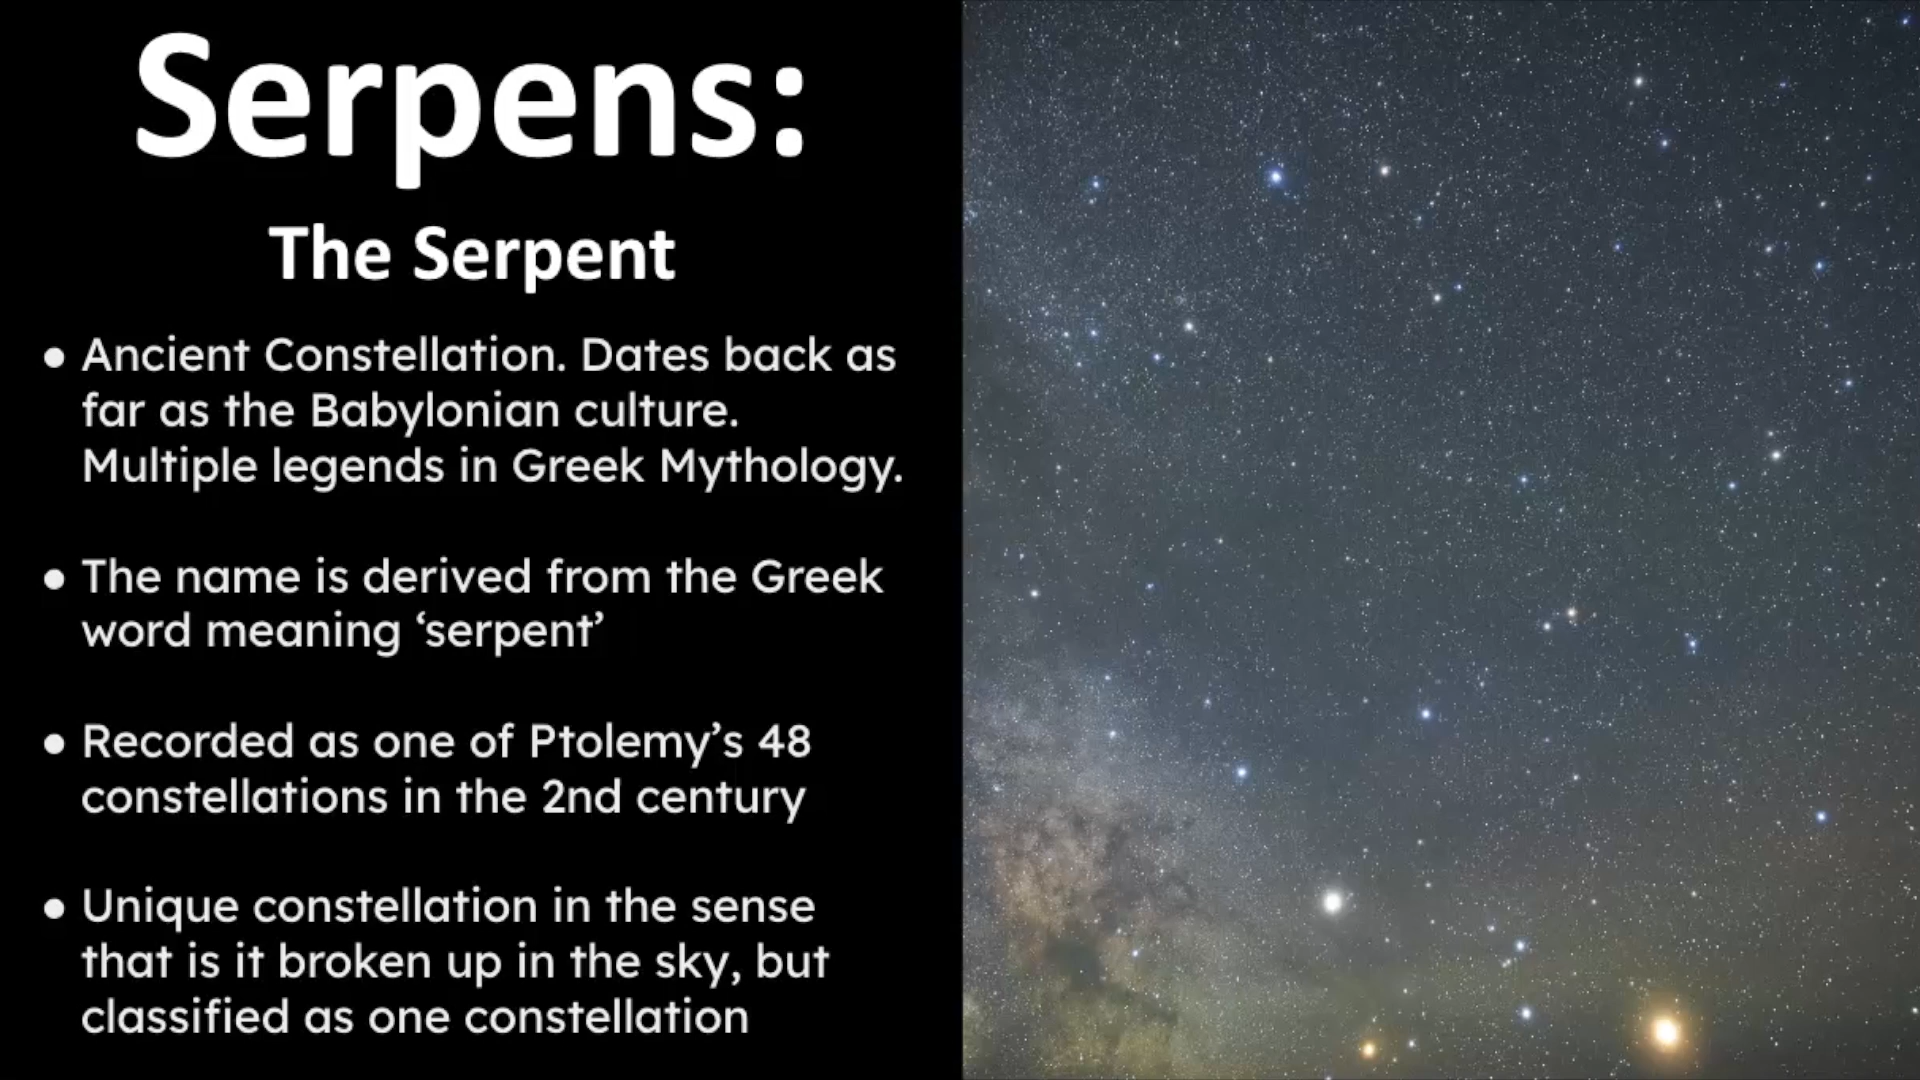 Serpens:
The Serpent
• Ancient Constellation. Dates back as
far as the Babylonian culture.
Multiple legends in Greek Mythology.
• The name is derived from the Greek
word meaning ‘serpent’
• Recorded as one of Ptolemy’s 48
constellations in the 2nd century
• Unique constellation in the sense
that is it broken up in the sky, but
classified as one constellation